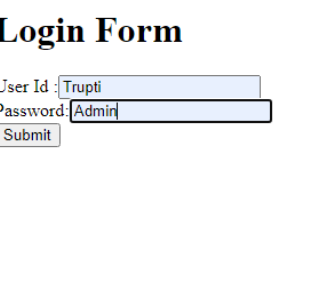 Login Form
User Id : Trupti
Password: Admin
Submit